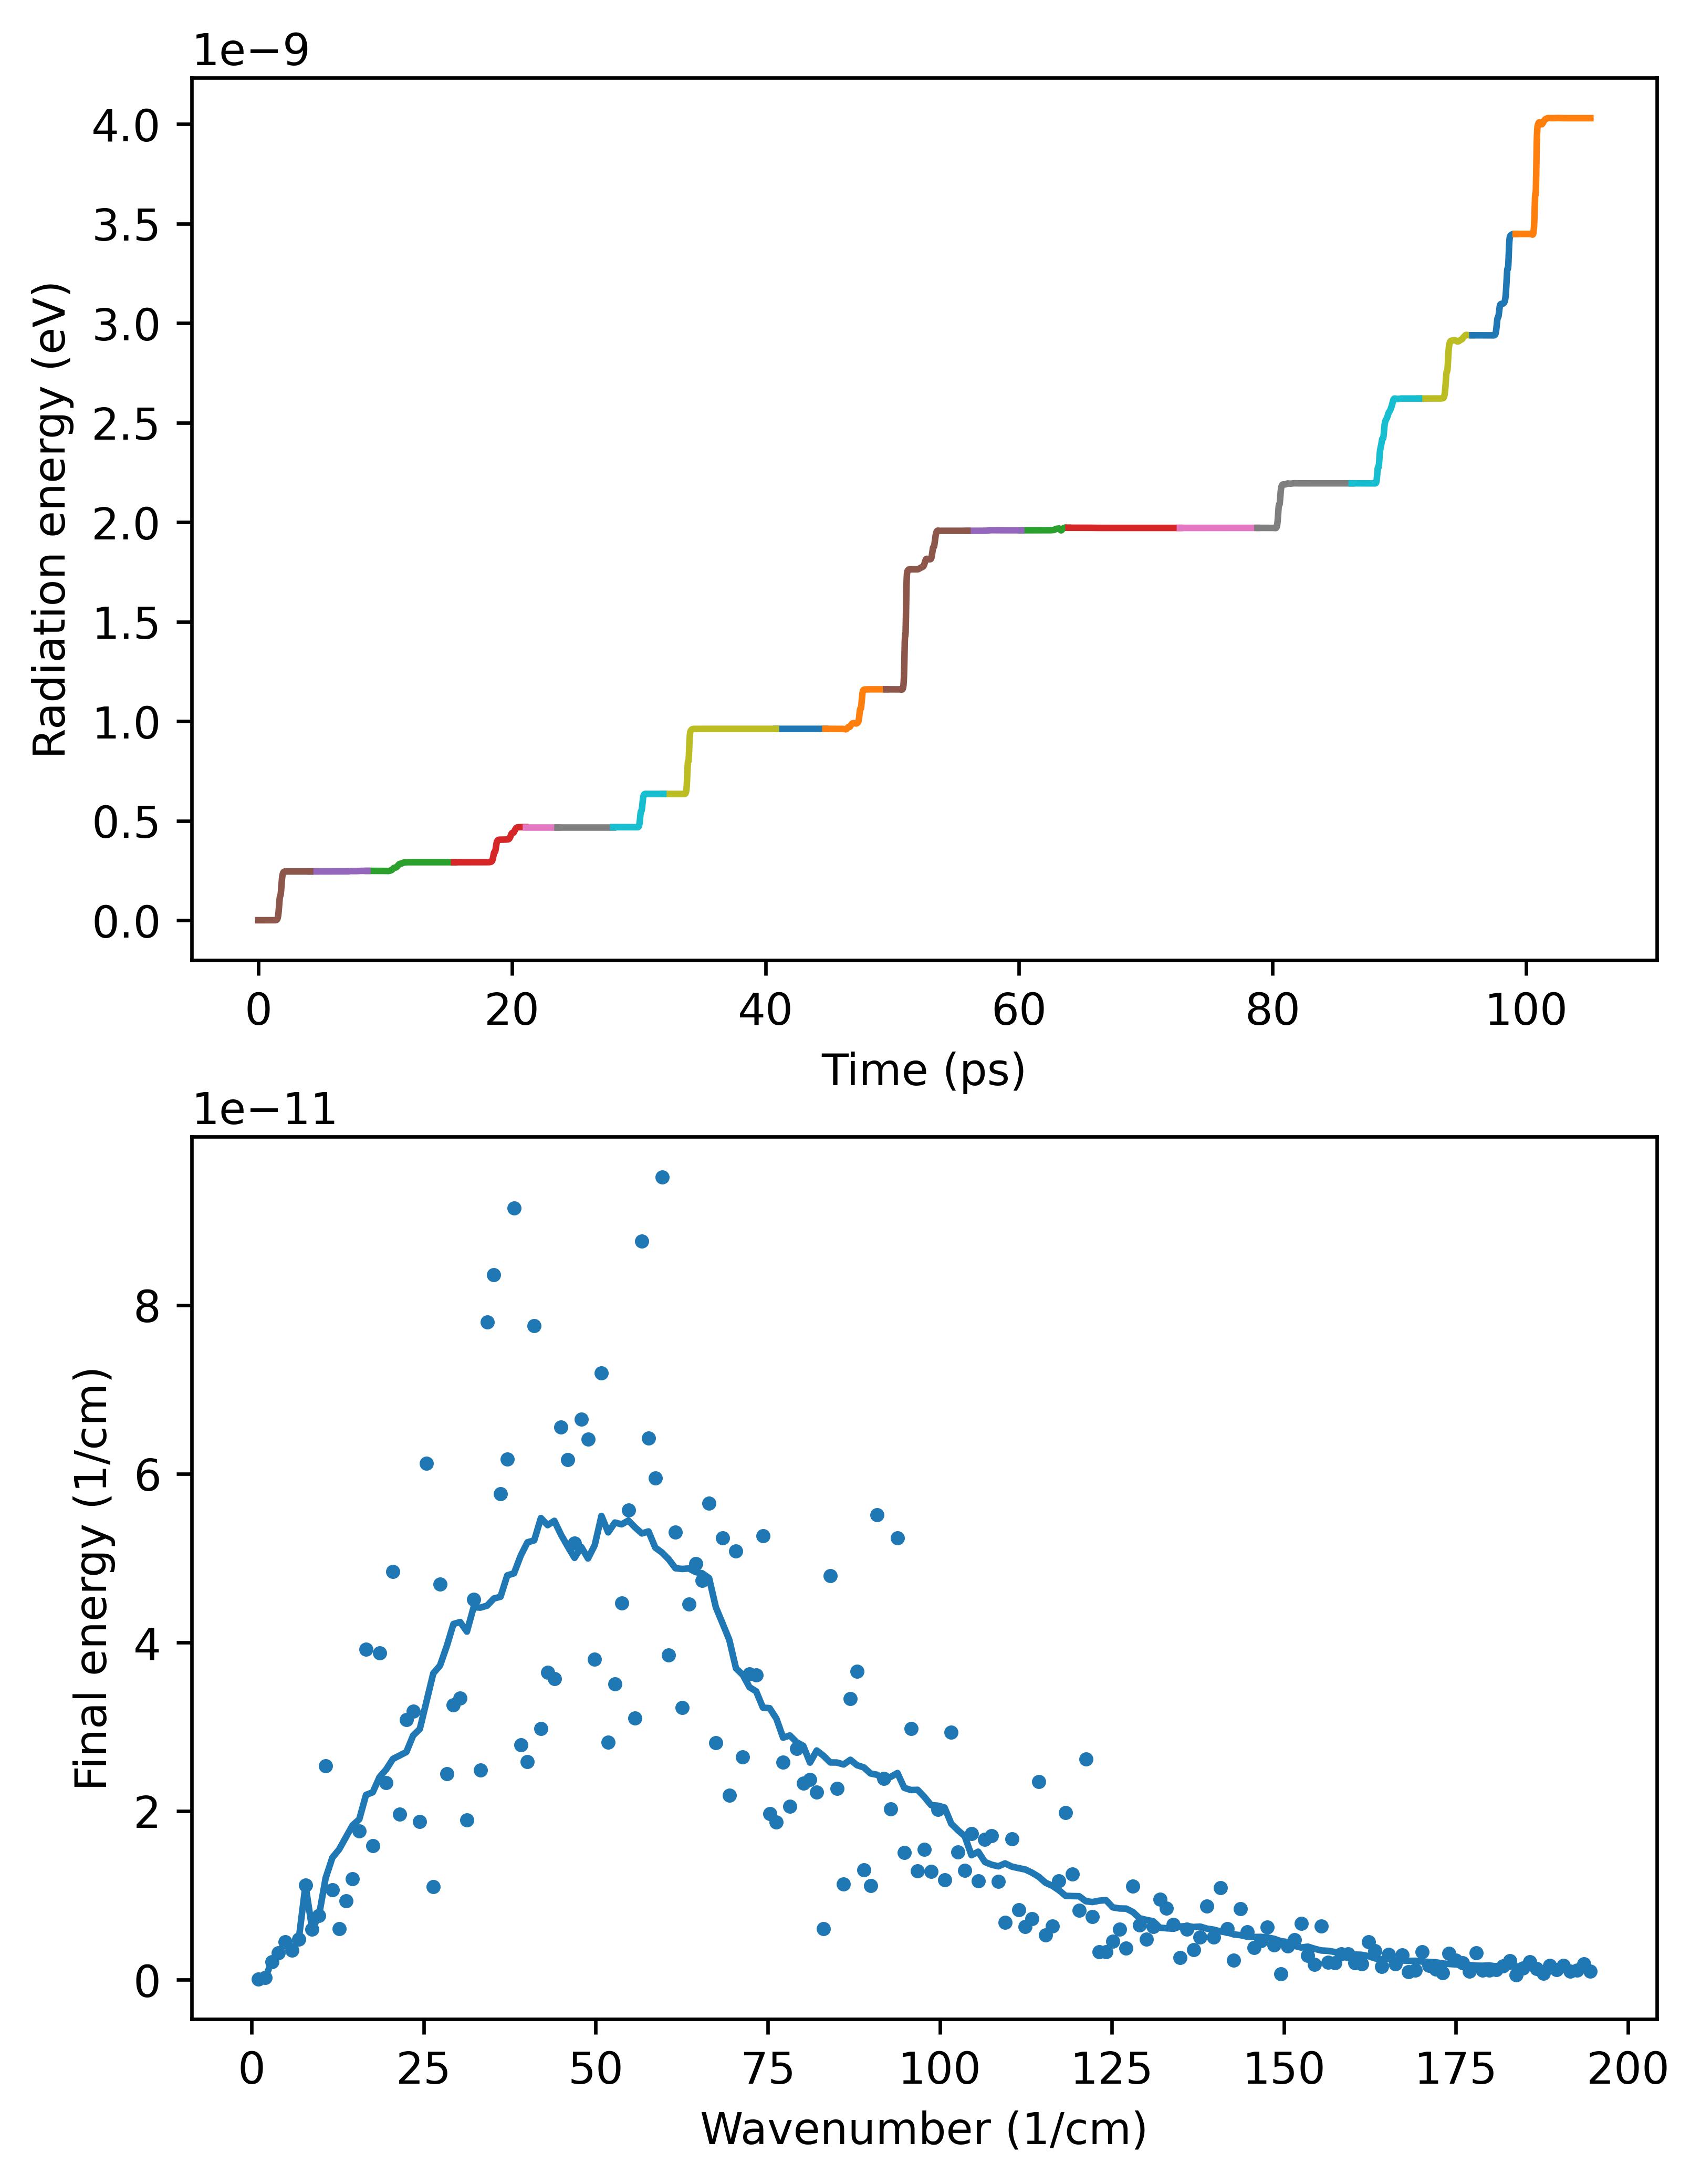 1e−9
4.0
3.5
3.0
2.5
2.0
1.5
1.0
0.5
0.0
Radiation energy (eV)
0 20 40 60 80 100
Time (ps)
1e−11
8
6
4
2
0
Final energy (1/cm)
0 25 50 75 100 125 150 175 200
Wavenumber (1/cm)